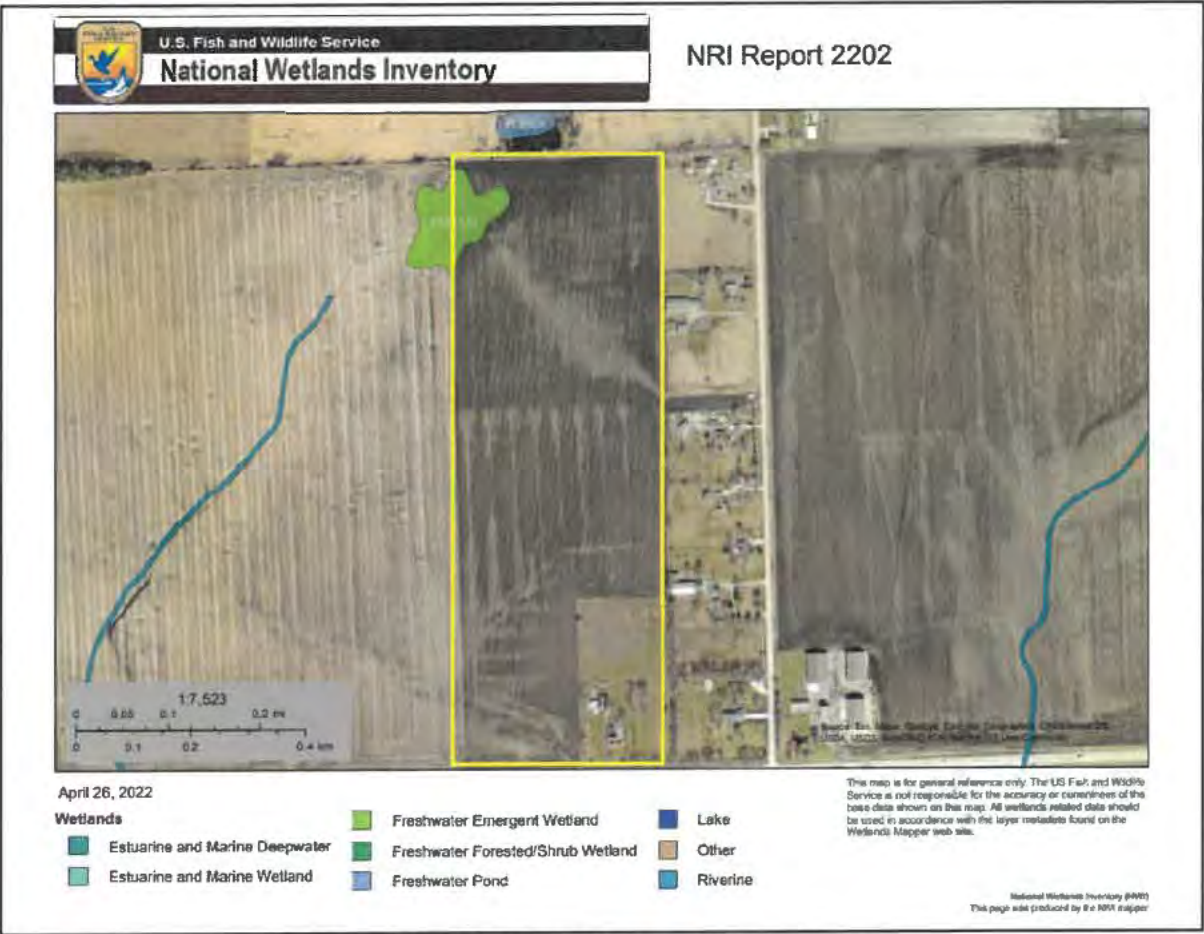 U.S. Fish and Wildlife Service
National Wetlands Inventory
NRI Report 2202
1:7,523
0 0.05 0.1 0.2 mi
0 0.1 0.2 0.4 km
April 26, 2022
Wetlands
Estuarine and Marine Deepwater
Estuarine and Marine Wetland
Freshwater Emergent Wetland
Freshwater Forested/Shrub Wetland
Freshwater Pond
Lake
Other
Riverine
This map is for general reference only. The US Fish and Wildlife
Service is not responsible for the accuracy or currentness of the
base data shown on this map. All wetlands related data should
be used in accordance with the layer metadata found on the
Wetlands Mapper web site.
National Wetlands Inventory (NWI)
This page was produced by the NWI mapper